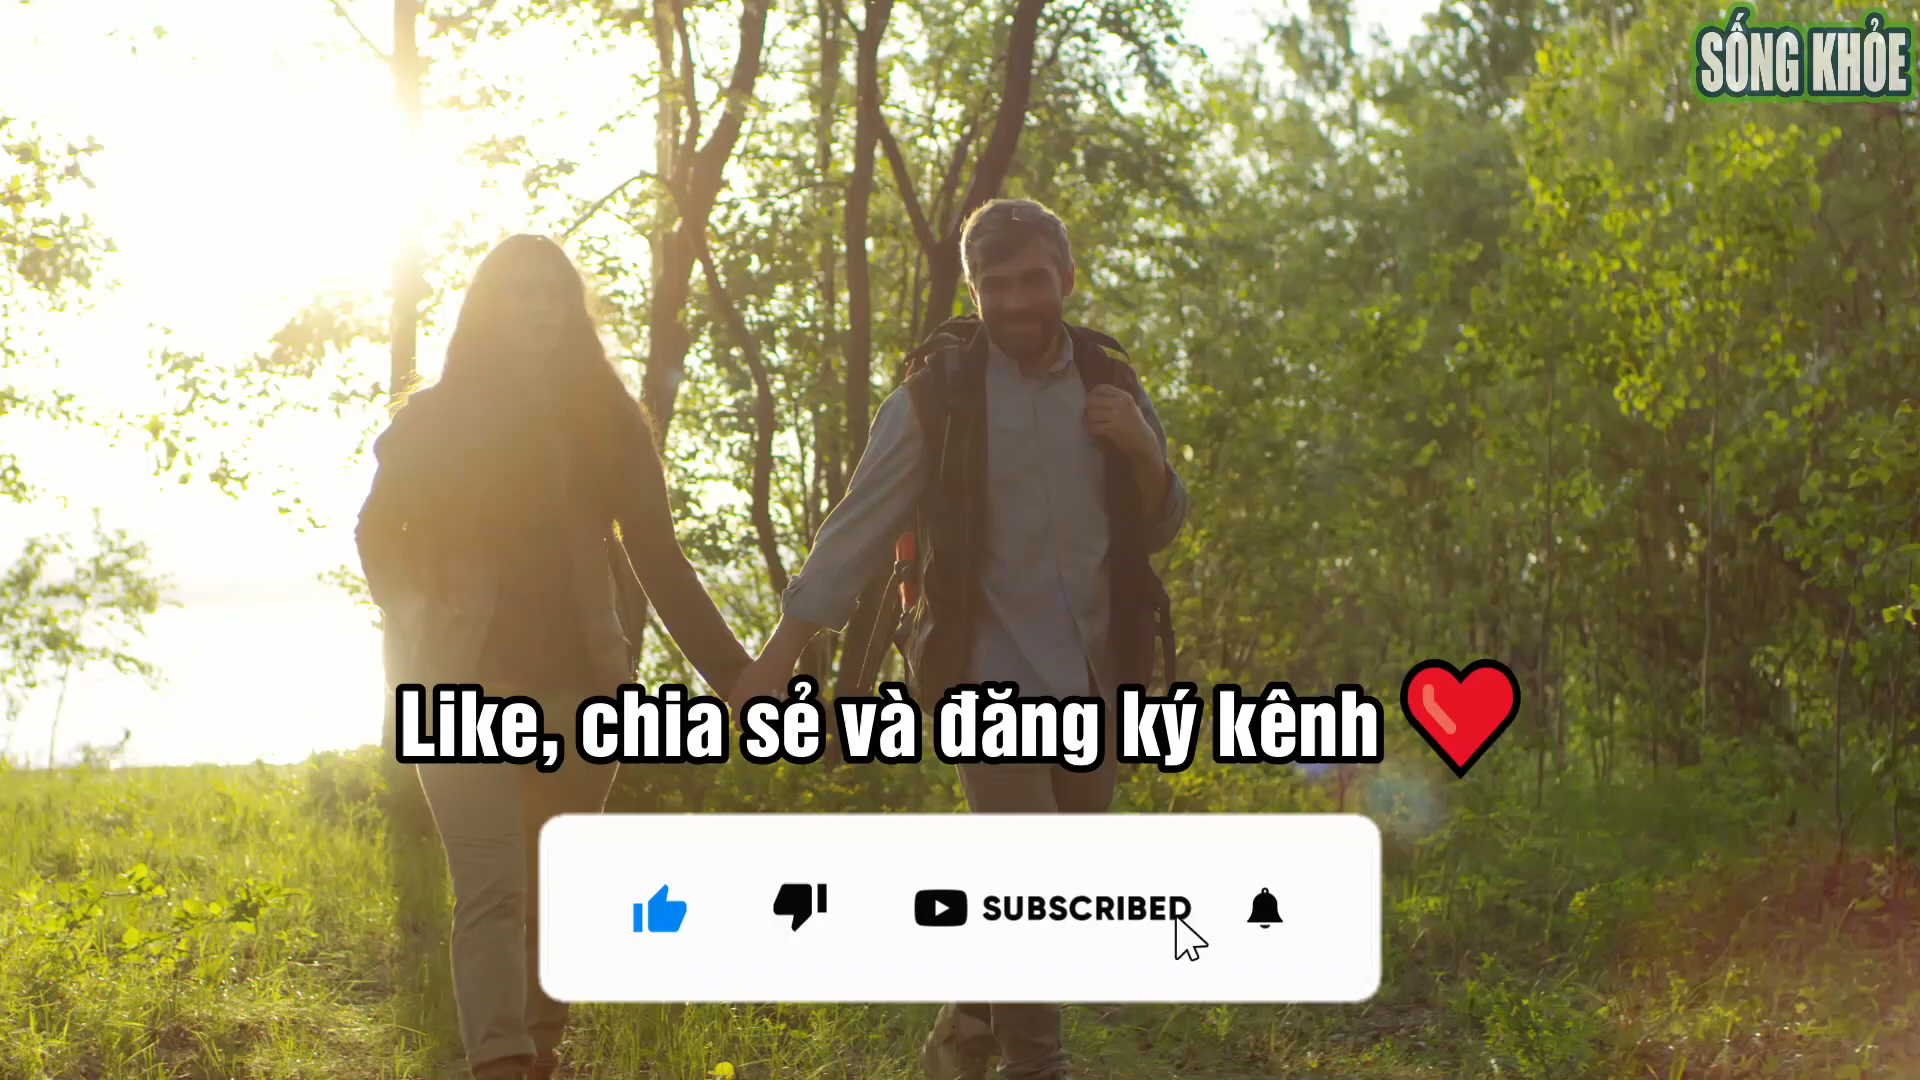 SỐNG KHỎE
Like, chia sẻ và đăng ký kênh
SUBSCRIBED